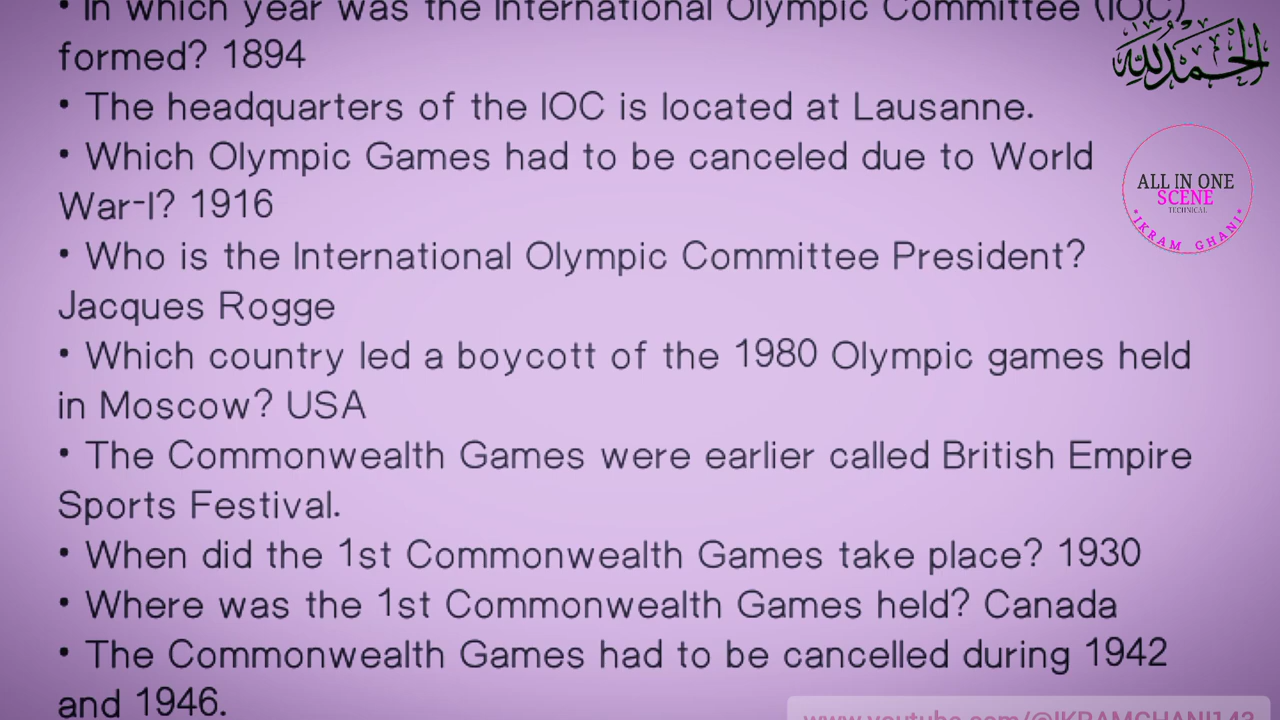 • In which year was the International Olympic Committee (IOC)
formed? 1894
الحمدلله
• The headquarters of the IOC is located at Lausanne.
• Which Olympic Games had to be canceled due to World
War-I? 1916
ALL IN ONE
SCENE
TECHNICAL
IKRAM GHANI
• Who is the International Olympic Committee President?
Jacques Rogge
• Which country led a boycott of the 1980 Olympic games held
in Moscow? USA
• The Commonwealth Games were earlier called British Empire
Sports Festival.
• When did the 1st Commonwealth Games take place? 1930
• Where was the 1st Commonwealth Games held? Canada
• The Commonwealth Games had to be cancelled during 1942
and 1946.
www.youtube.com/@IKRAMGHANI143